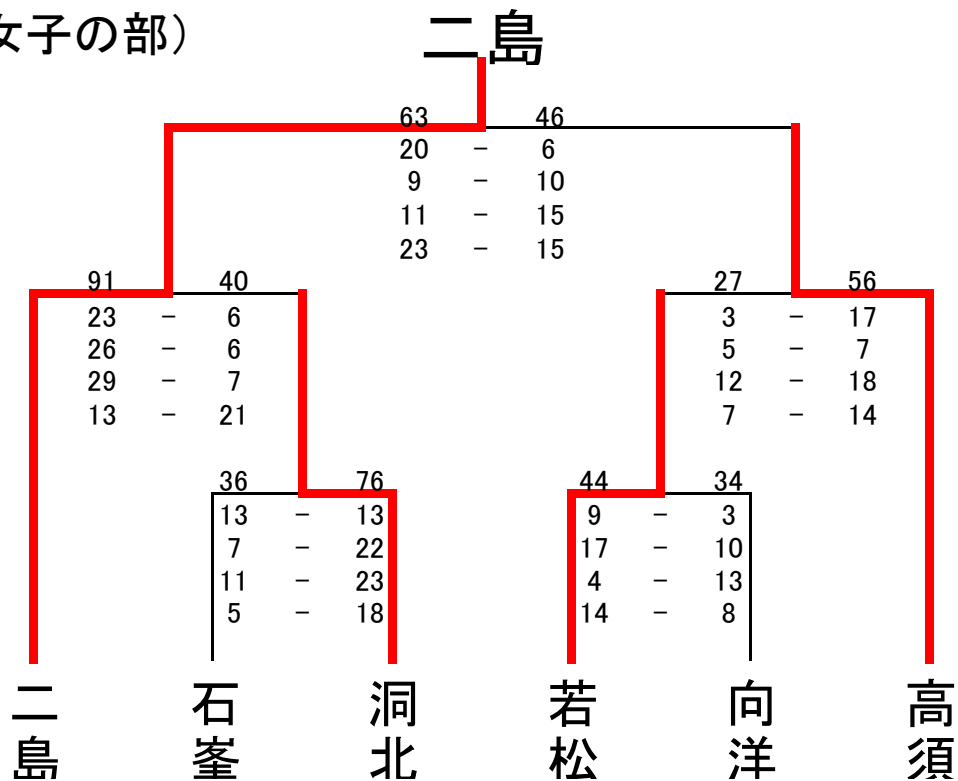 女子の部）
二島
63 46
20 － 6
9 － 10
11 － 15
23 － 15
91 40
23 － 6
26 － 6
29 － 7
13 － 21
27 56
3 － 17
5 － 7
12 － 18
7 － 14
36 76
13 － 13
7 － 22
11 － 23
5 － 18
44 34
9 － 3
17 － 10
4 － 13
14 － 8
二島
石峯
洞北
若松
向洋
高須